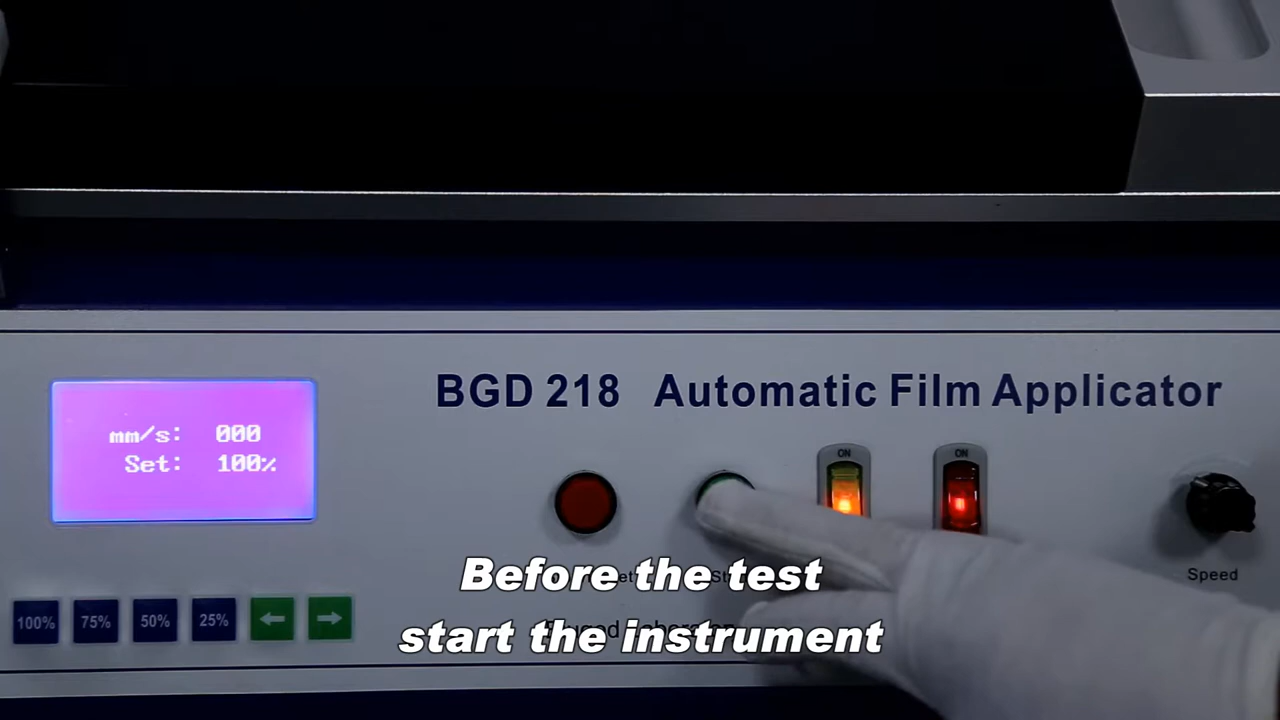 BGD 218 Automatic Film Applicator
mm/s: 000
Set: 100%
ON
ON
Speed
100%
75%
50%
25%
←
→
Before the test
start the instrument